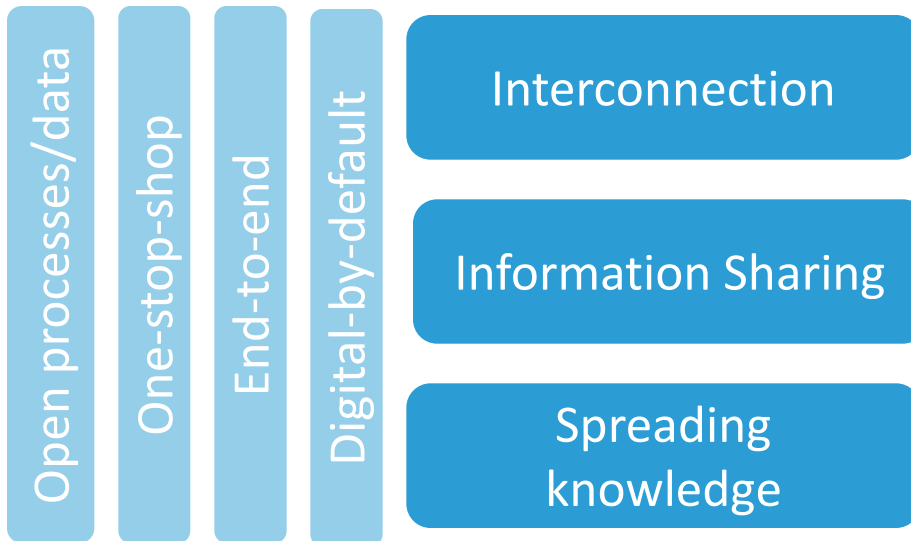 Open processes/data
One-stop-shop
End-to-end
Digital-by-default
Interconnection
Information Sharing
Spreading
knowledge